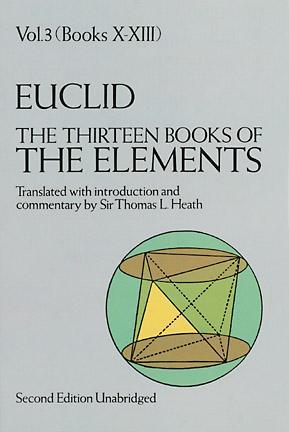 Vol.3 (Books X-XIII)
EUCLID
THE THIRTEEN BOOKS OF
THE ELEMENTS
Translated with introduction and
commentary by Sir Thomas L. Heath
Second Edition Unabridged